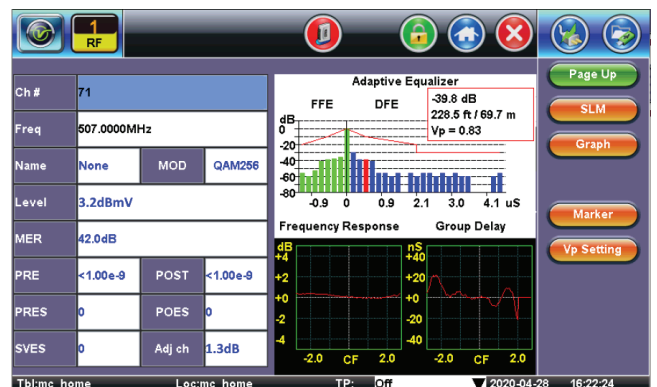 1
RF
Page Up
SLM
Graph
Marker
Vp Setting
Ch # 71
Freq 507.0000MHz
Name None MOD QAM256
Level 3.2dBmV
MER 42.0dB
PRE <1.00e-9 POST <1.00e-9
PRES 0 POES 0
SVES 0 Adj ch 1.3dB
Adaptive Equalizer
FFE DFE
-39.8 dB
228.5 ft / 69.7 m
Vp = 0.83
dB
0
-20
-40
-60
-80
-0.9 0 0.9 2.1 3.0 4.1 uS
Frequency Response Group Delay
dB
+4
+2
+0
-2
-4
-2.0 CF 2.0
nS
+40
+20
+0
-20
-40
-2.0 CF 2.0
Tbl:mc_home Loc:mc_home TP: Off 2020-04-28 16:22:24